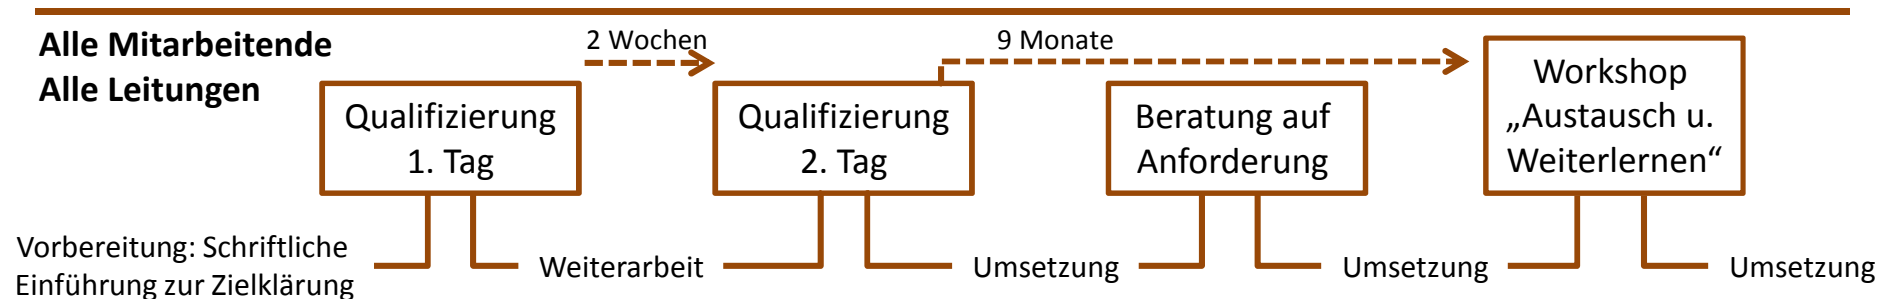 Alle Mitarbeitende
Alle Leitungen
2 Wochen
9 Monate
Qualifizierung
1. Tag
Qualifizierung
2. Tag
Beratung auf
Anforderung
Workshop
„Austausch u.
Weiterlernen“
Vorbereitung: Schriftliche
Einführung zur Zielklärung
Weiterarbeit
Umsetzung
Umsetzung
Umsetzung